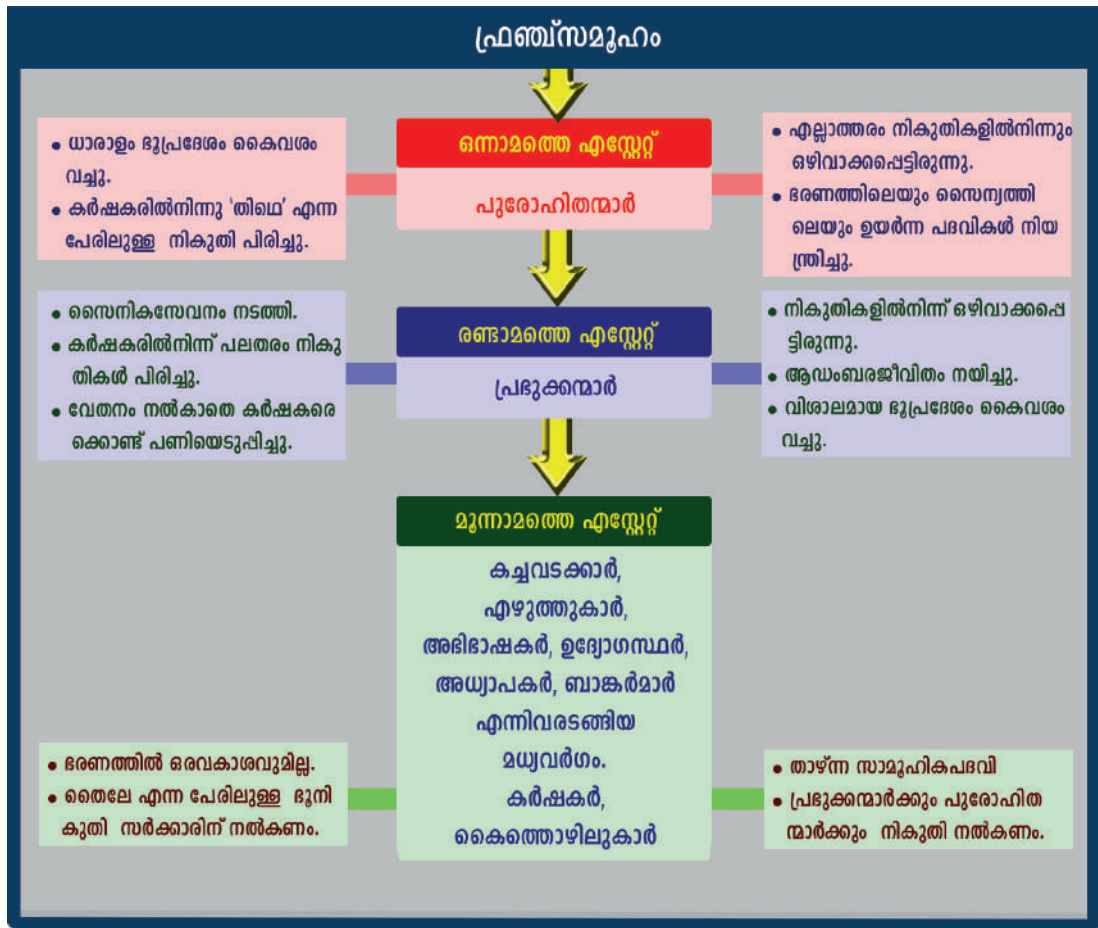 ഫ്രഞ്ച്സമൂഹം
ഒന്നാമത്തെ എസ്റ്റേറ്റ്
പുരോഹിതന്മാർ
• ധാരാളം ഭൂപ്രദേശം കൈവശം
വച്ചു.
• കർഷകരിൽനിന്നു 'തിഥെ' എന്ന
പേരിലുള്ള നികുതി പിരിച്ചു.
• എല്ലാത്തരം നികുതികളിൽനിന്നും
ഒഴിവാക്കപ്പെട്ടിരുന്നു.
• ഭരണത്തിലെയും സൈന്യത്തി
ലെയും ഉയർന്ന പദവികൾ നിയ
ന്ത്രിച്ചു.
രണ്ടാമത്തെ എസ്റ്റേറ്റ്
പ്രഭുക്കന്മാർ
• സൈനികസേവനം നടത്തി.
• കർഷകരിൽനിന്ന് പലതരം നികു
തികൾ പിരിച്ചു.
• വേതനം നൽകാതെ കർഷകരെ
ക്കൊണ്ട് പണിയെടുപ്പിച്ചു.
• നികുതികളിൽനിന്ന് ഒഴിവാക്കപ്പെ
ട്ടിരുന്നു.
• ആഡംബരജീവിതം നയിച്ചു.
• വിശാലമായ ഭൂപ്രദേശം കൈവശം
വച്ചു.
മൂന്നാമത്തെ എസ്റ്റേറ്റ്
കച്ചവടക്കാർ,
എഴുത്തുകാർ,
അഭിഭാഷകർ, ഉദ്യോഗസ്ഥർ,
അധ്യാപകർ, ബാങ്കർമാർ
എന്നിവരടങ്ങിയ
മധ്യവർഗം.
കർഷകർ,
കൈത്തൊഴിലുകാർ
• ഭരണത്തിൽ ഒരവകാശവുമില്ല.
• തൈലേ എന്ന പേരിലുള്ള ഭൂനി
കുതി സർക്കാരിന് നൽകണം.
• താഴ്ന്ന സാമൂഹികപദവി
• പ്രഭുക്കന്മാർക്കും പുരോഹിത
ന്മാർക്കും നികുതി നൽകണം.